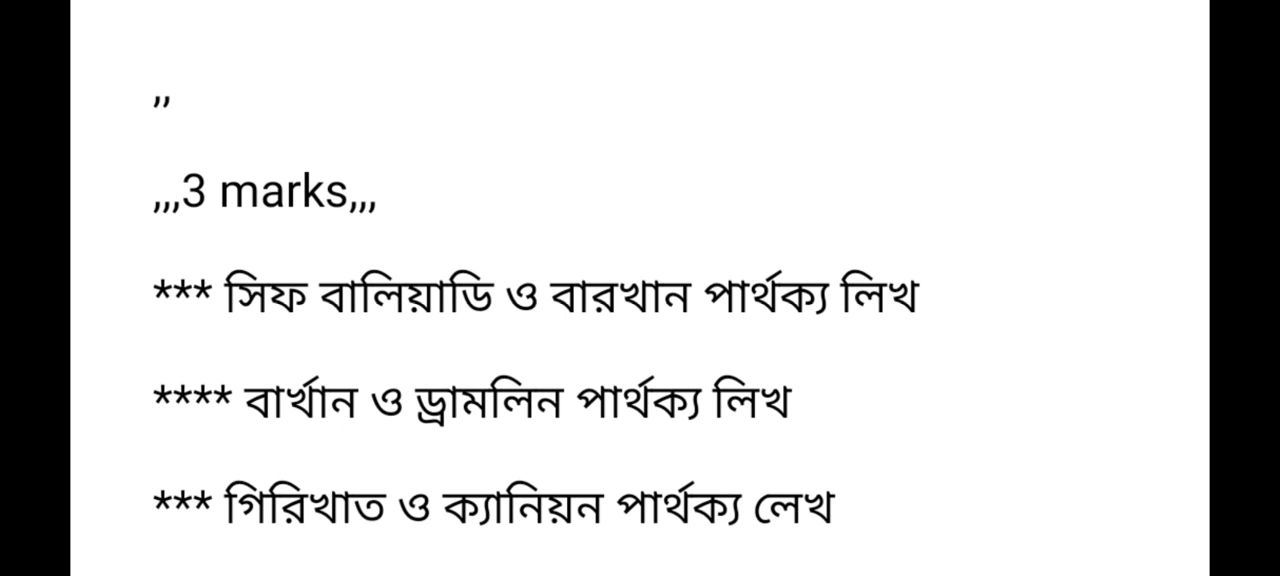 ,,
,,,3 marks,,,
*** সিফ বালিয়াডি ও বারখান পার্থক্য লিখ
**** বার্খান ও ড্রামলিন পার্থক্য লিখ
*** গিরিখাত ও ক্যানিয়ন পার্থক্য লেখ